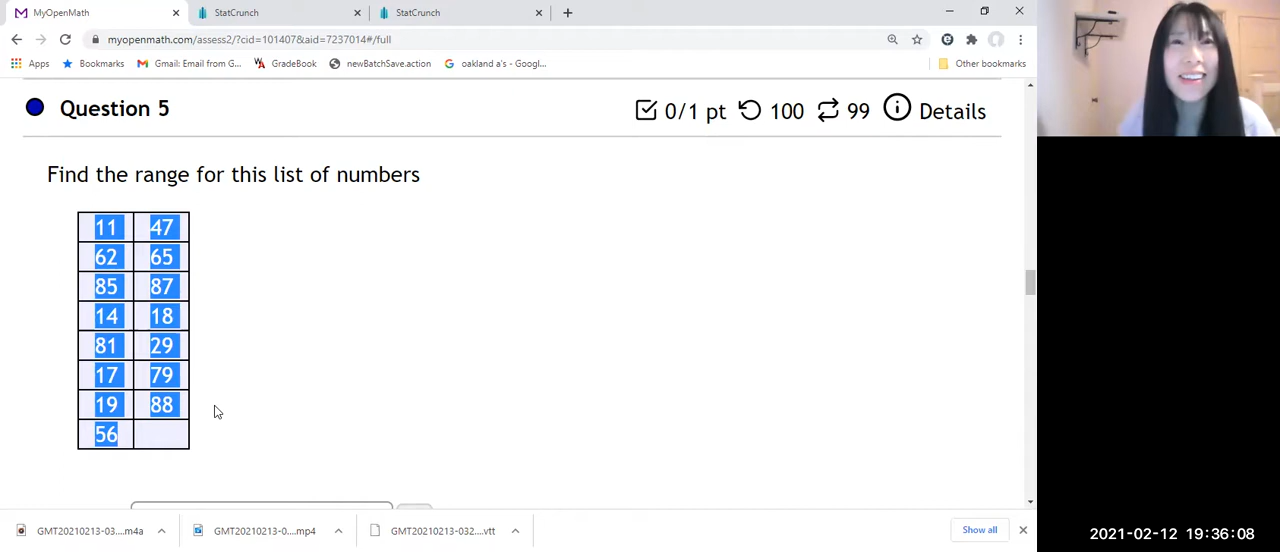 MyOpenMath
StatCrunch
StatCrunch
myopenmath.com/assess2/?cid=101407&aid=7237014#/full
Apps Bookmarks Gmail: Email from G... GradeBook newBatchSave.action oakland a's - Googl... Other bookmarks
Question 5 0/1 pt 100 99 Details
Find the range for this list of numbers
11 47
62 65
85 87
14 18
81 29
17 79
19 88
56
GMT20210213-03....m4a GMT20210213-0....mp4 GMT20210213-032....vtt Show all
2021-02-12 19:36:08